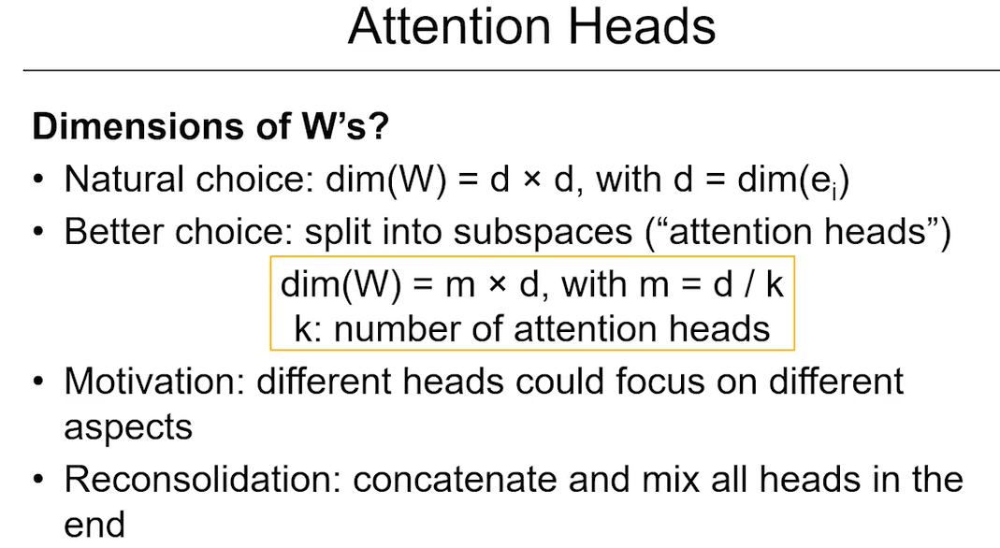 Attention Heads
Dimensions of W’s?
• Natural choice: dim(W) = d × d, with d = dim(eᵢ)
• Better choice: split into subspaces (“attention heads”)
dim(W) = m × d, with m = d / k
k: number of attention heads
• Motivation: different heads could focus on different
aspects
• Reconsolidation: concatenate and mix all heads in the
end